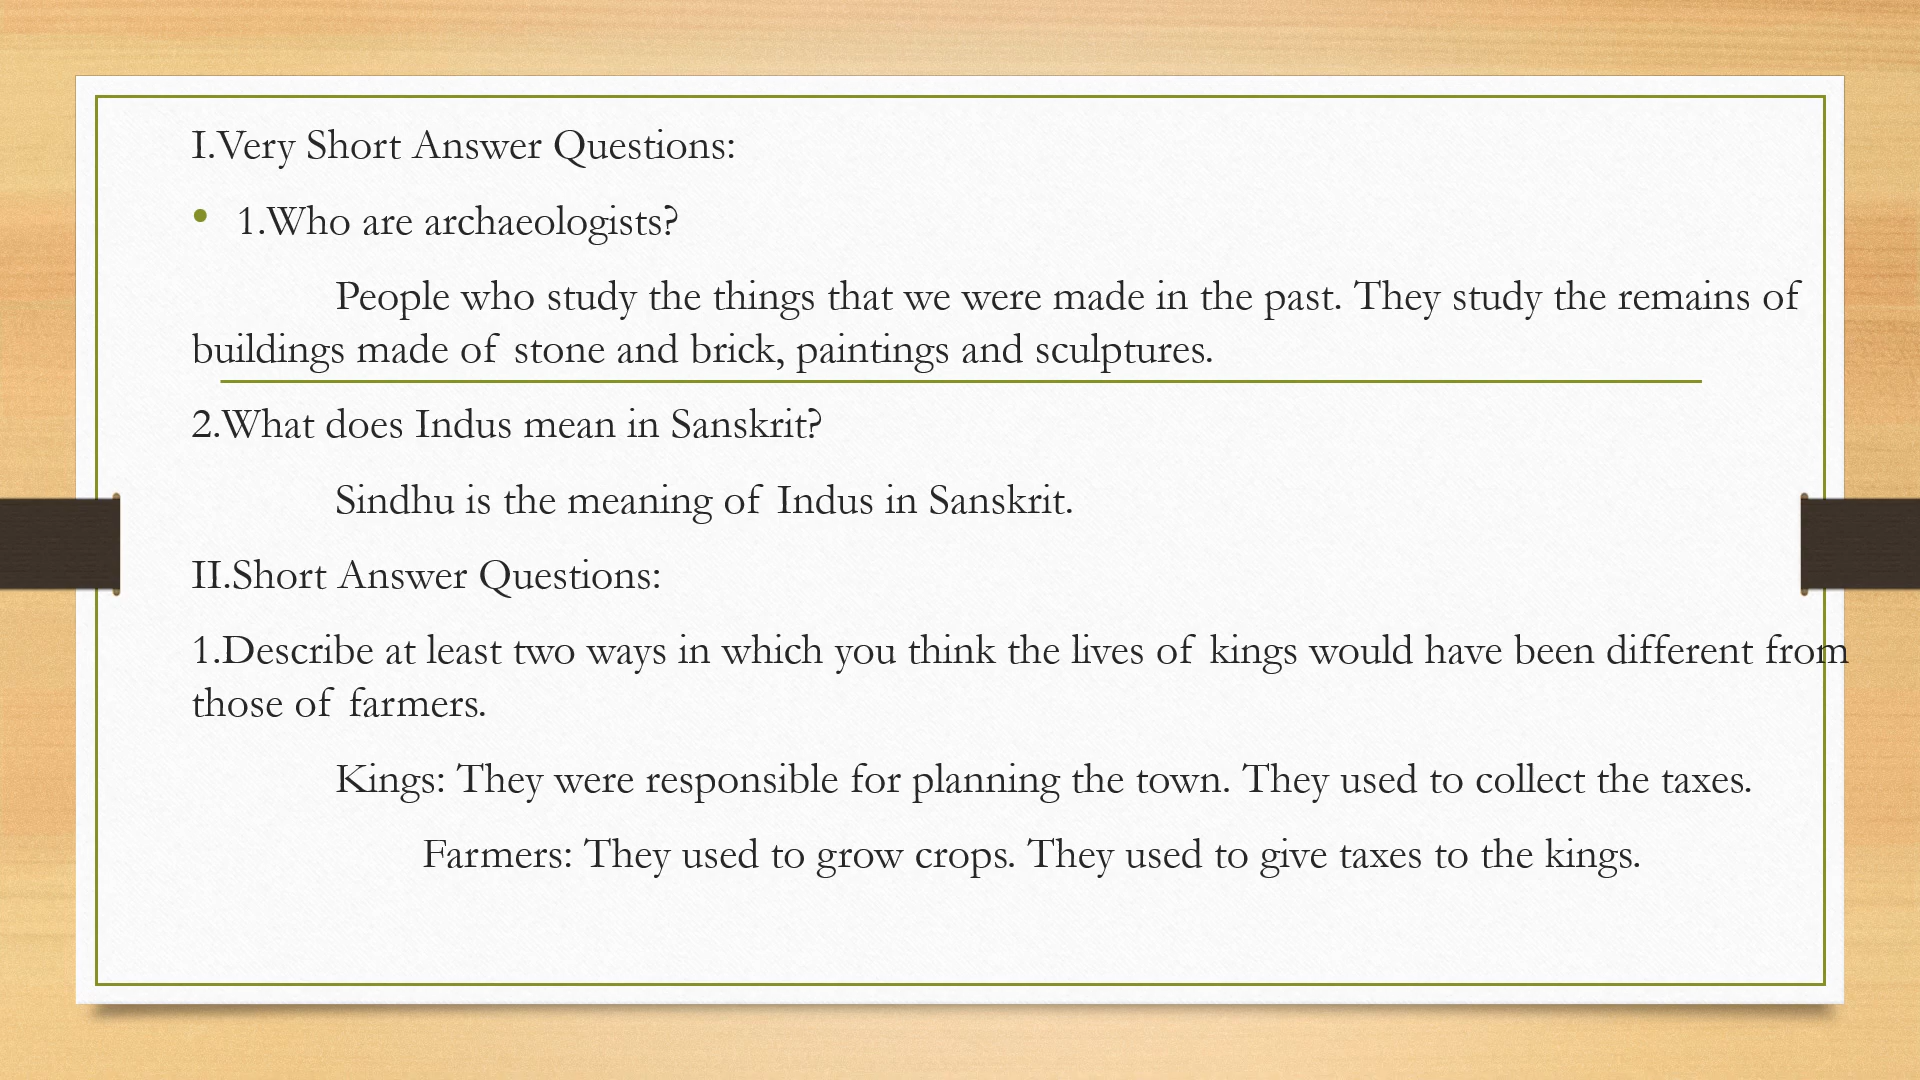 I.Very Short Answer Questions:
• 1.Who are archaeologists?
People who study the things that we were made in the past. They study the remains of
buildings made of stone and brick, paintings and sculptures.
2.What does Indus mean in Sanskrit?
Sindhu is the meaning of Indus in Sanskrit.
II.Short Answer Questions:
1.Describe at least two ways in which you think the lives of kings would have been different from
those of farmers.
Kings: They were responsible for planning the town. They used to collect the taxes.
Farmers: They used to grow crops. They used to give taxes to the kings.